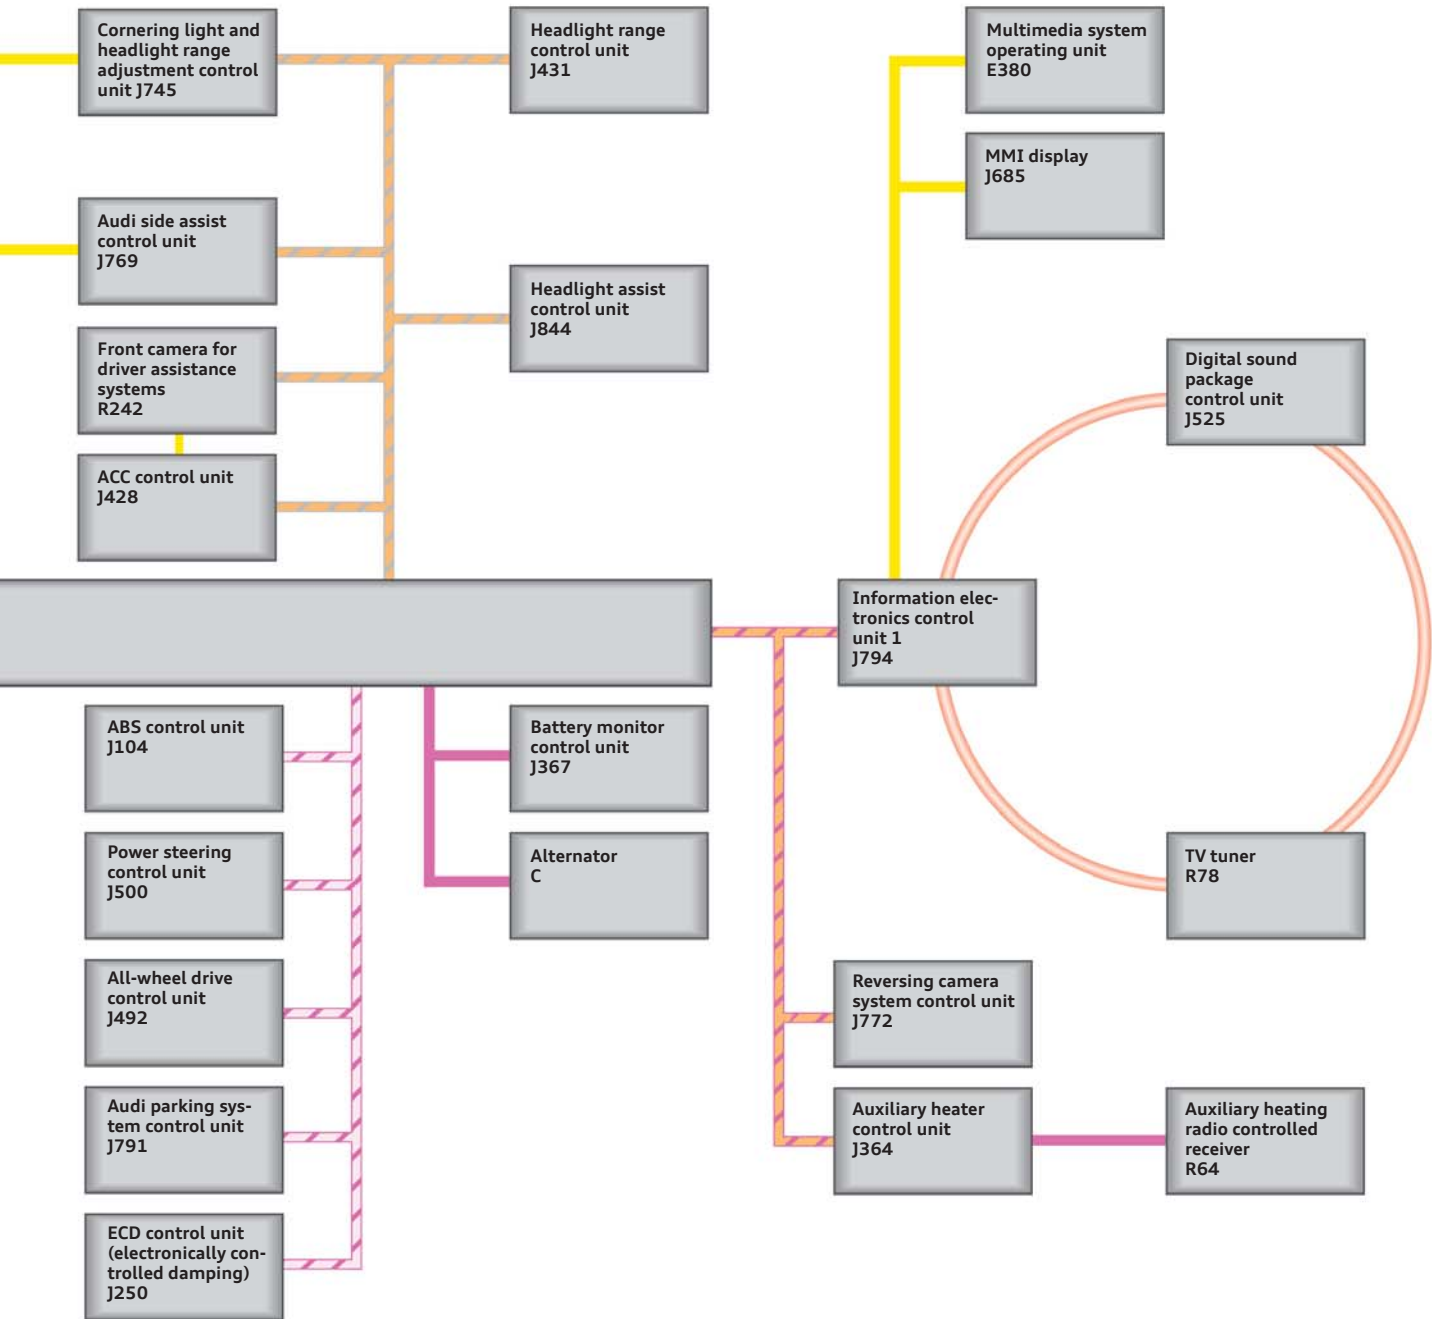 Cornering light and
headlight range
adjustment control
unit J745
Headlight range
control unit
J431
Multimedia system
operating unit
E380
MMI display
J685
Audi side assist
control unit
J769
Headlight assist
control unit
J844
Front camera for
driver assistance
systems
R242
Digital sound
package
control unit
J525
ACC control unit
J428
Information elec-
tronics control
unit 1
J794
ABS control unit
J104
Battery monitor
control unit
J367
Power steering
control unit
J500
Alternator
C
TV tuner
R78
All-wheel drive
control unit
J492
Reversing camera
system control unit
J772
Audi parking sys-
tem control unit
J791
Auxiliary heater
control unit
J364
Auxiliary heating
radio controlled
receiver
R64
ECD control unit
(electronically con-
trolled damping)
J250